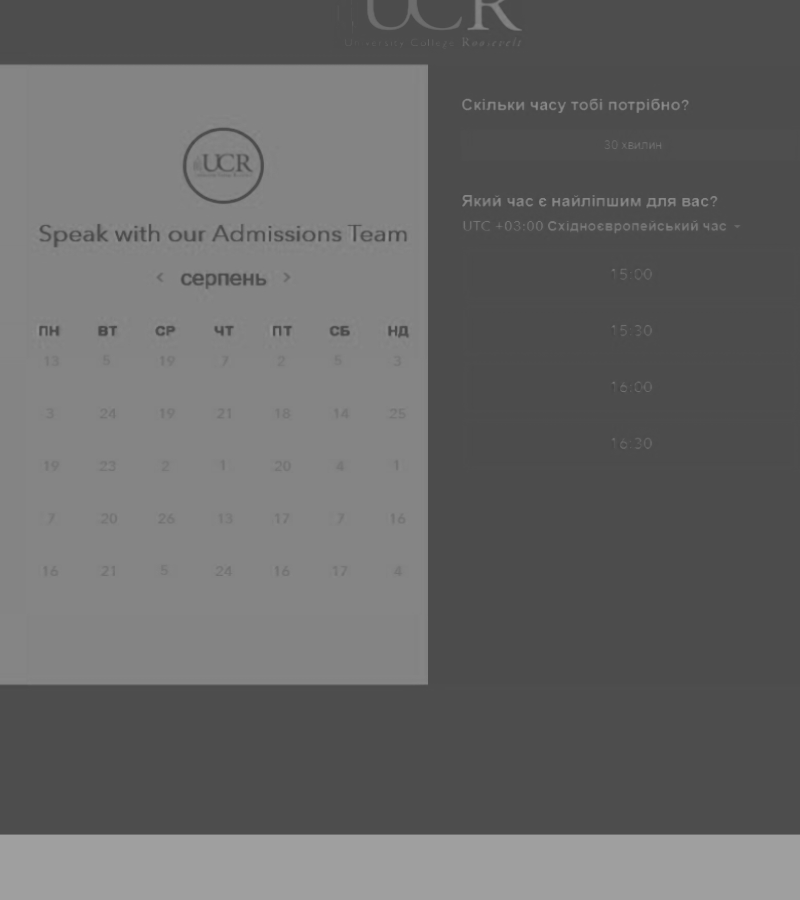 UCR
University College Roosevelt
UCR
Speak with our Admissions Team
< серпень >
ПН ВТ СР ЧТ ПТ СБ НД
13 5 19 7 2 5 3
3 24 19 21 18 14 25
19 23 2 1 20 4 1
7 20 26 13 17 7 16
16 21 5 24 16 17 4
Скільки часу тобі потрібно?
30 хвилин
Який час є найліпшим для вас?
UTC +03:00 Східноєвропейський час
15:00
15:30
16:00
16:30